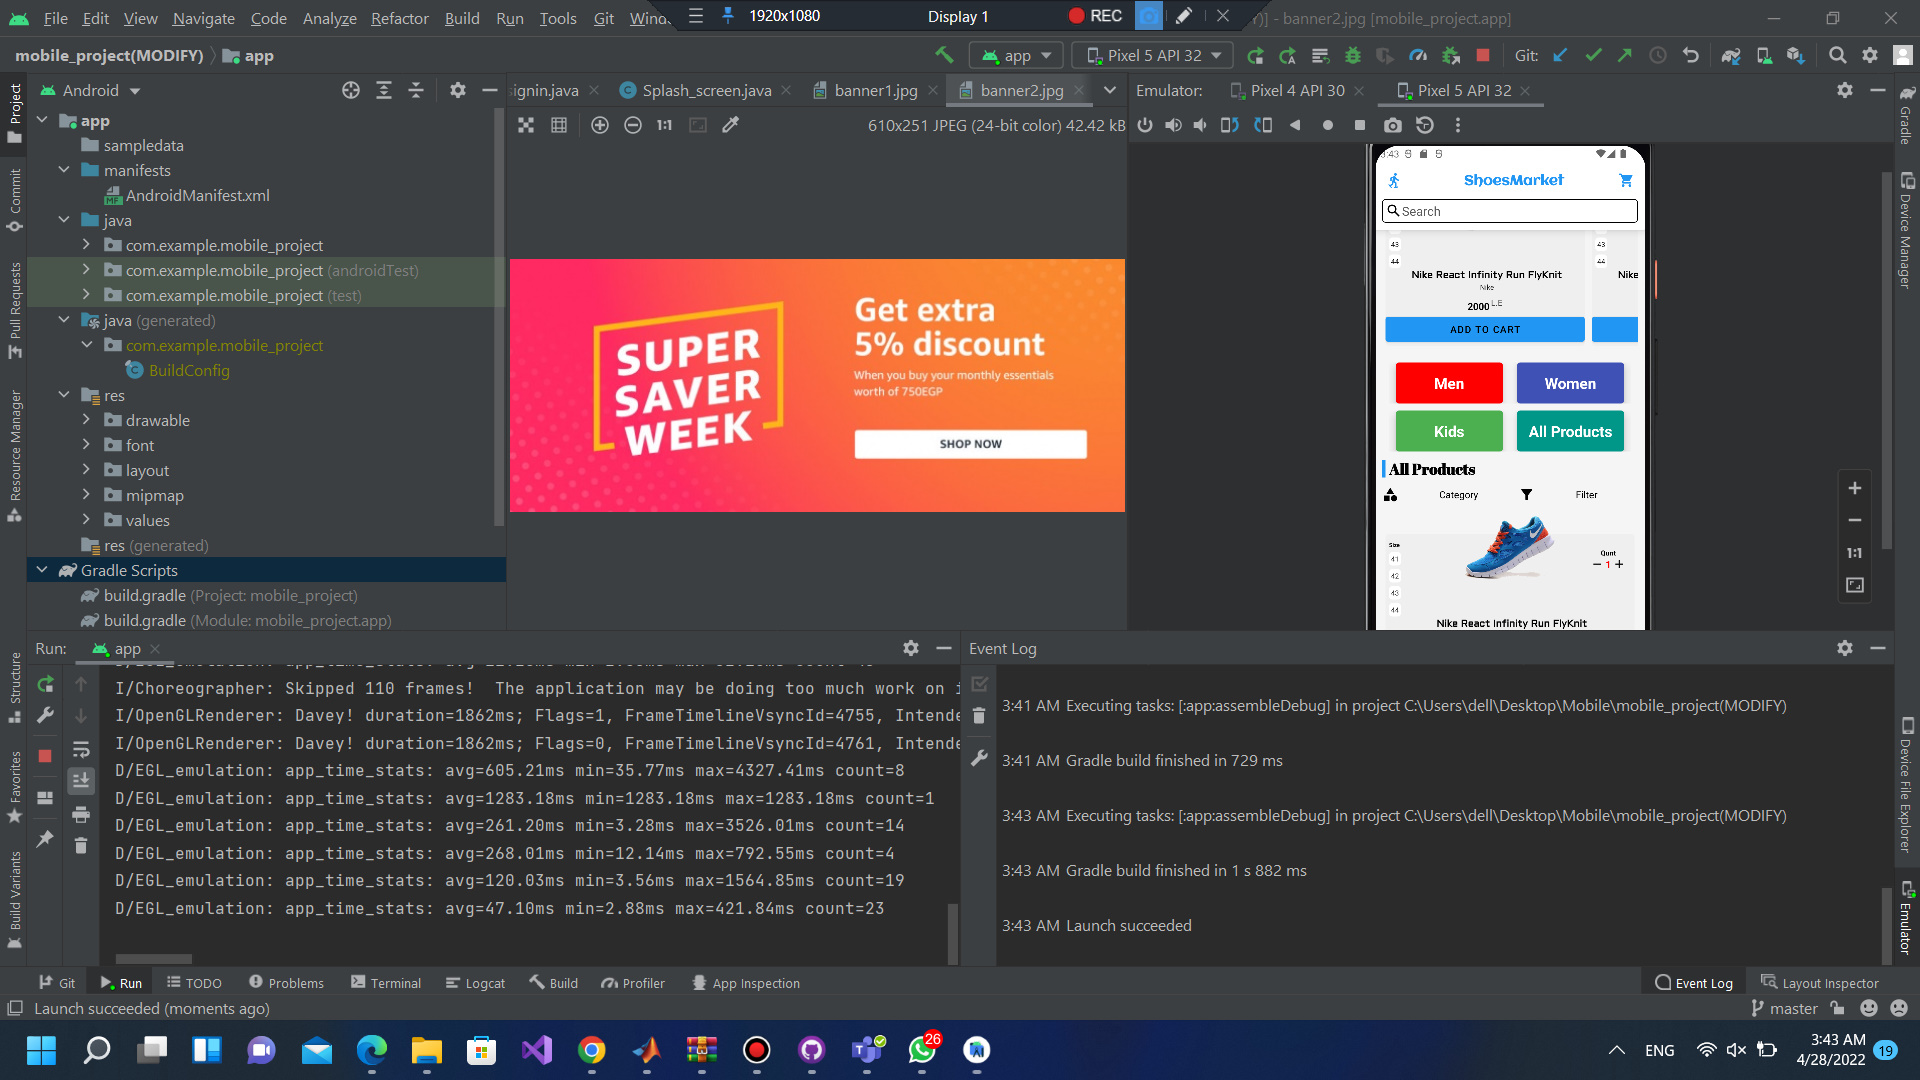 File Edit View Navigate Code Analyze Refactor Build Run Tools Git
1920x1080 Display 1 REC
- banner2.jpg [mobile_project.app]
mobile_project(MODIFY) app
app Pixel 5 API 32 Git:
Android
ignin.java Splash_screen.java banner1.jpg banner2.jpg
Emulator: Pixel 4 API 30 Pixel 5 API 32
1:1 610x251 JPEG (24-bit color) 42.42 kB
Project
Commit
Pull Requests
Resource Manager
Structure
Favorites
Build Variants
app
sampledata
manifests
AndroidManifest.xml
java
com.example.mobile_project
com.example.mobile_project (androidTest)
com.example.mobile_project (test)
java (generated)
com.example.mobile_project
BuildConfig
res
drawable
font
layout
mipmap
values
res (generated)
Gradle Scripts
build.gradle (Project: mobile_project)
build.gradle (Module: mobile_project.app)
SUPER
SAVER
WEEK
Get extra
5% discount
When you buy your monthly essentials
worth of 750EGP
SHOP NOW
3:43
ShoesMarket
Search
43 43
44 44
Nike React Infinity Run FlyKnit Nike
Nike
2000 L.E
ADD TO CART
Men Women
Kids All Products
All Products
Category Filter
Size
41
42
43
44
Qunt
− 1 +
Nike React Infinity Run FlyKnit
1:1
Gradle
Device Manager
Device File Explorer
Emulator
Run: app
I/Choreographer: Skipped 110 frames!  The application may be doing too much work on
I/OpenGLRenderer: Davey! duration=1862ms; Flags=1, FrameTimelineVsyncId=4755, Intende
I/OpenGLRenderer: Davey! duration=1862ms; Flags=0, FrameTimelineVsyncId=4761, Intende
D/EGL_emulation: app_time_stats: avg=605.21ms min=35.77ms max=4327.41ms count=8
D/EGL_emulation: app_time_stats: avg=1283.18ms min=1283.18ms max=1283.18ms count=1
D/EGL_emulation: app_time_stats: avg=261.20ms min=3.28ms max=3526.01ms count=14
D/EGL_emulation: app_time_stats: avg=268.01ms min=12.14ms max=792.55ms count=4
D/EGL_emulation: app_time_stats: avg=120.03ms min=3.56ms max=1564.85ms count=19
D/EGL_emulation: app_time_stats: avg=47.10ms min=2.88ms max=421.84ms count=23
Event Log
3:41 AM Executing tasks: [:app:assembleDebug] in project C:\Users\dell\Desktop\Mobile\mobile_project(MODIFY)
3:41 AM Gradle build finished in 729 ms
3:43 AM Executing tasks: [:app:assembleDebug] in project C:\Users\dell\Desktop\Mobile\mobile_project(MODIFY)
3:43 AM Gradle build finished in 1 s 882 ms
3:43 AM Launch succeeded
Git Run TODO Problems Terminal Logcat Build Profiler App Inspection Event Log Layout Inspector
Launch succeeded (moments ago) master
26
ENG
3:43 AM
4/28/2022
19